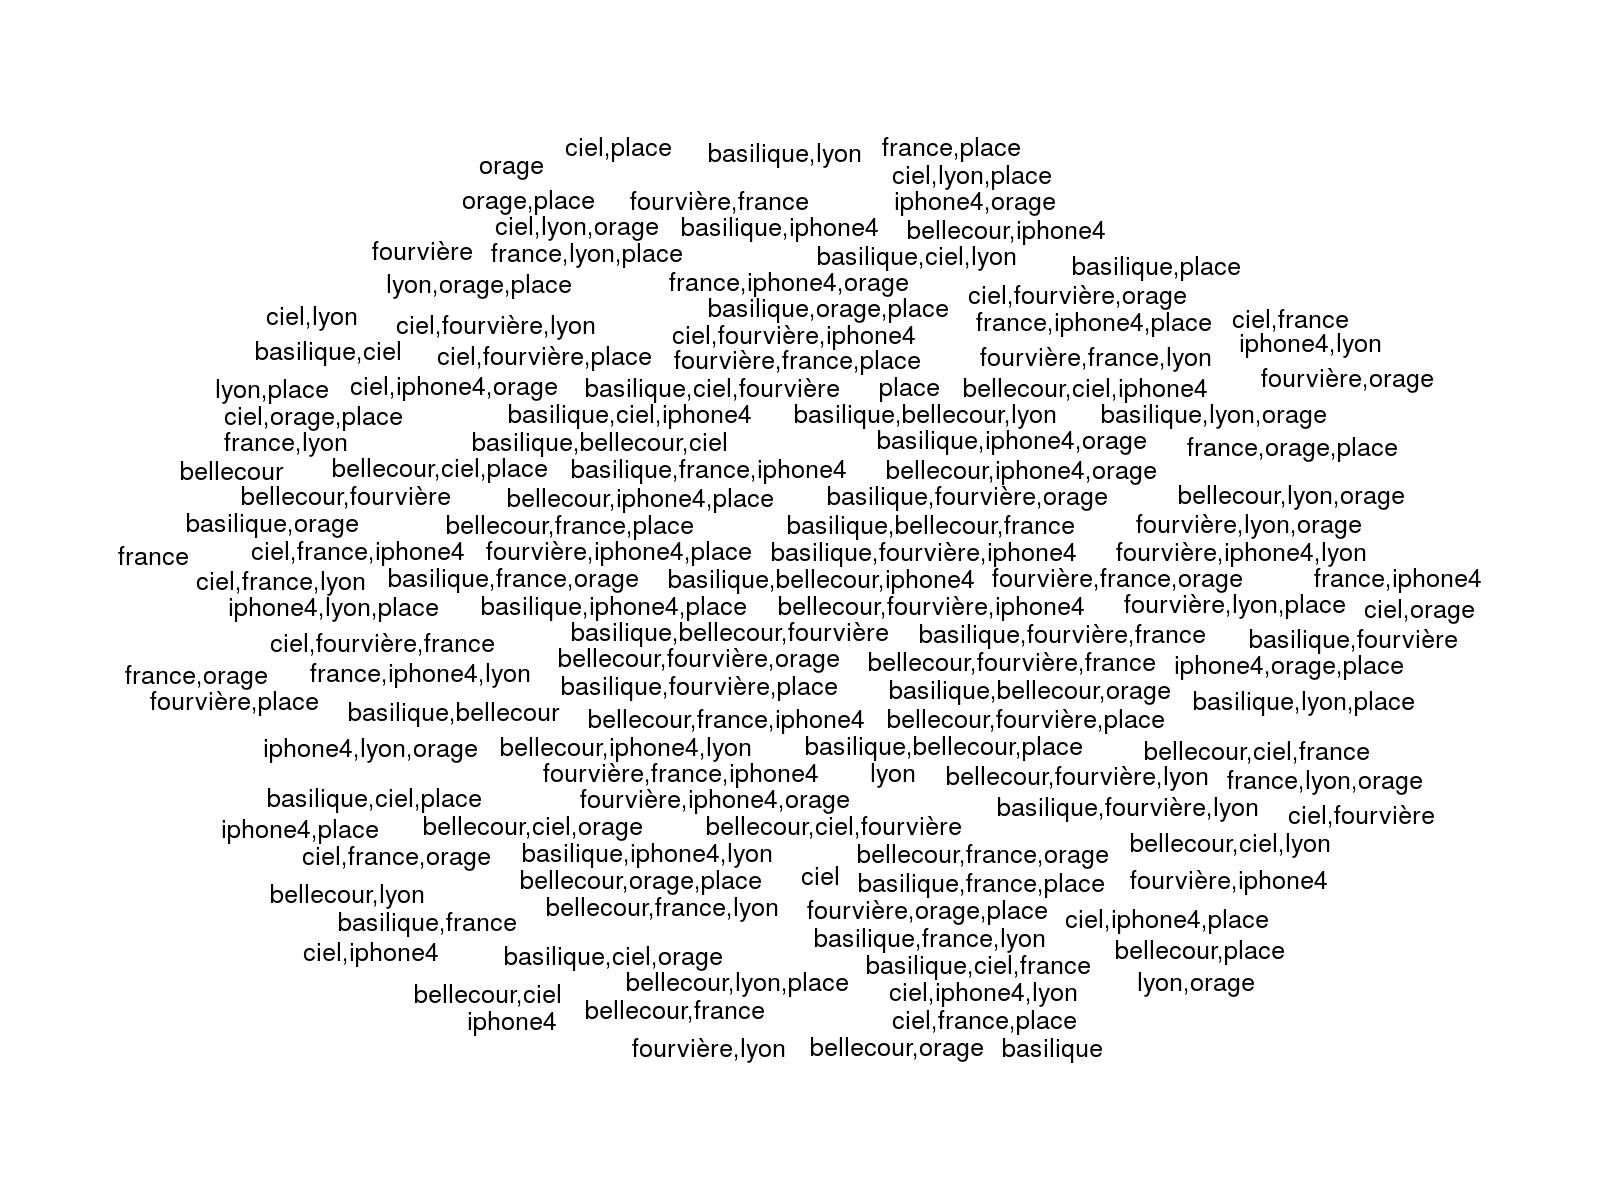 ciel,place basilique,lyon france,place
orage
ciel,lyon,place
orage,place fourvière,france iphone4,orage
ciel,lyon,orage basilique,iphone4 bellecour,iphone4
fourvière france,lyon,place basilique,ciel,lyon
basilique,place
lyon,orage,place france,iphone4,orage
ciel,fourvière,orage
basilique,orage,place
ciel,lyon ciel,fourvière,lyon france,iphone4,place ciel,france
ciel,fourvière,iphone4 iphone4,lyon
basilique,ciel ciel,fourvière,place fourvière,france,place fourvière,france,lyon
fourvière,orage
lyon,place ciel,iphone4,orage basilique,ciel,fourvière place bellecour,ciel,iphone4
ciel,orage,place basilique,ciel,iphone4 basilique,bellecour,lyon basilique,lyon,orage
france,lyon basilique,bellecour,ciel basilique,iphone4,orage france,orage,place
bellecour bellecour,ciel,place basilique,france,iphone4 bellecour,iphone4,orage
bellecour,fourvière bellecour,iphone4,place basilique,fourvière,orage bellecour,lyon,orage
basilique,orage bellecour,france,place basilique,bellecour,france fourvière,lyon,orage
france ciel,france,iphone4 fourvière,iphone4,place basilique,fourvière,iphone4 fourvière,iphone4,lyon
ciel,france,lyon basilique,france,orage basilique,bellecour,iphone4 fourvière,france,orage france,iphone4
iphone4,lyon,place basilique,iphone4,place bellecour,fourvière,iphone4 fourvière,lyon,place ciel,orage
ciel,fourvière,france basilique,bellecour,fourvière basilique,fourvière,france basilique,fourvière
bellecour,fourvière,orage bellecour,fourvière,france iphone4,orage,place
france,orage france,iphone4,lyon
basilique,fourvière,place basilique,bellecour,orage
fourvière,place basilique,bellecour basilique,lyon,place
bellecour,france,iphone4 bellecour,fourvière,place
iphone4,lyon,orage bellecour,iphone4,lyon basilique,bellecour,place bellecour,ciel,france
fourvière,france,iphone4 lyon bellecour,fourvière,lyon france,lyon,orage
basilique,ciel,place fourvière,iphone4,orage basilique,fourvière,lyon ciel,fourvière
iphone4,place bellecour,ciel,orage bellecour,ciel,fourvière
bellecour,ciel,lyon
ciel,france,orage basilique,iphone4,lyon bellecour,france,orage
bellecour,orage,place ciel basilique,france,place fourvière,iphone4
bellecour,lyon bellecour,france,lyon fourvière,orage,place
basilique,france ciel,iphone4,place
basilique,france,lyon
ciel,iphone4 basilique,ciel,orage bellecour,place
basilique,ciel,france
bellecour,lyon,place lyon,orage
bellecour,ciel ciel,iphone4,lyon
bellecour,france
iphone4 ciel,france,place
fourvière,lyon bellecour,orage basilique